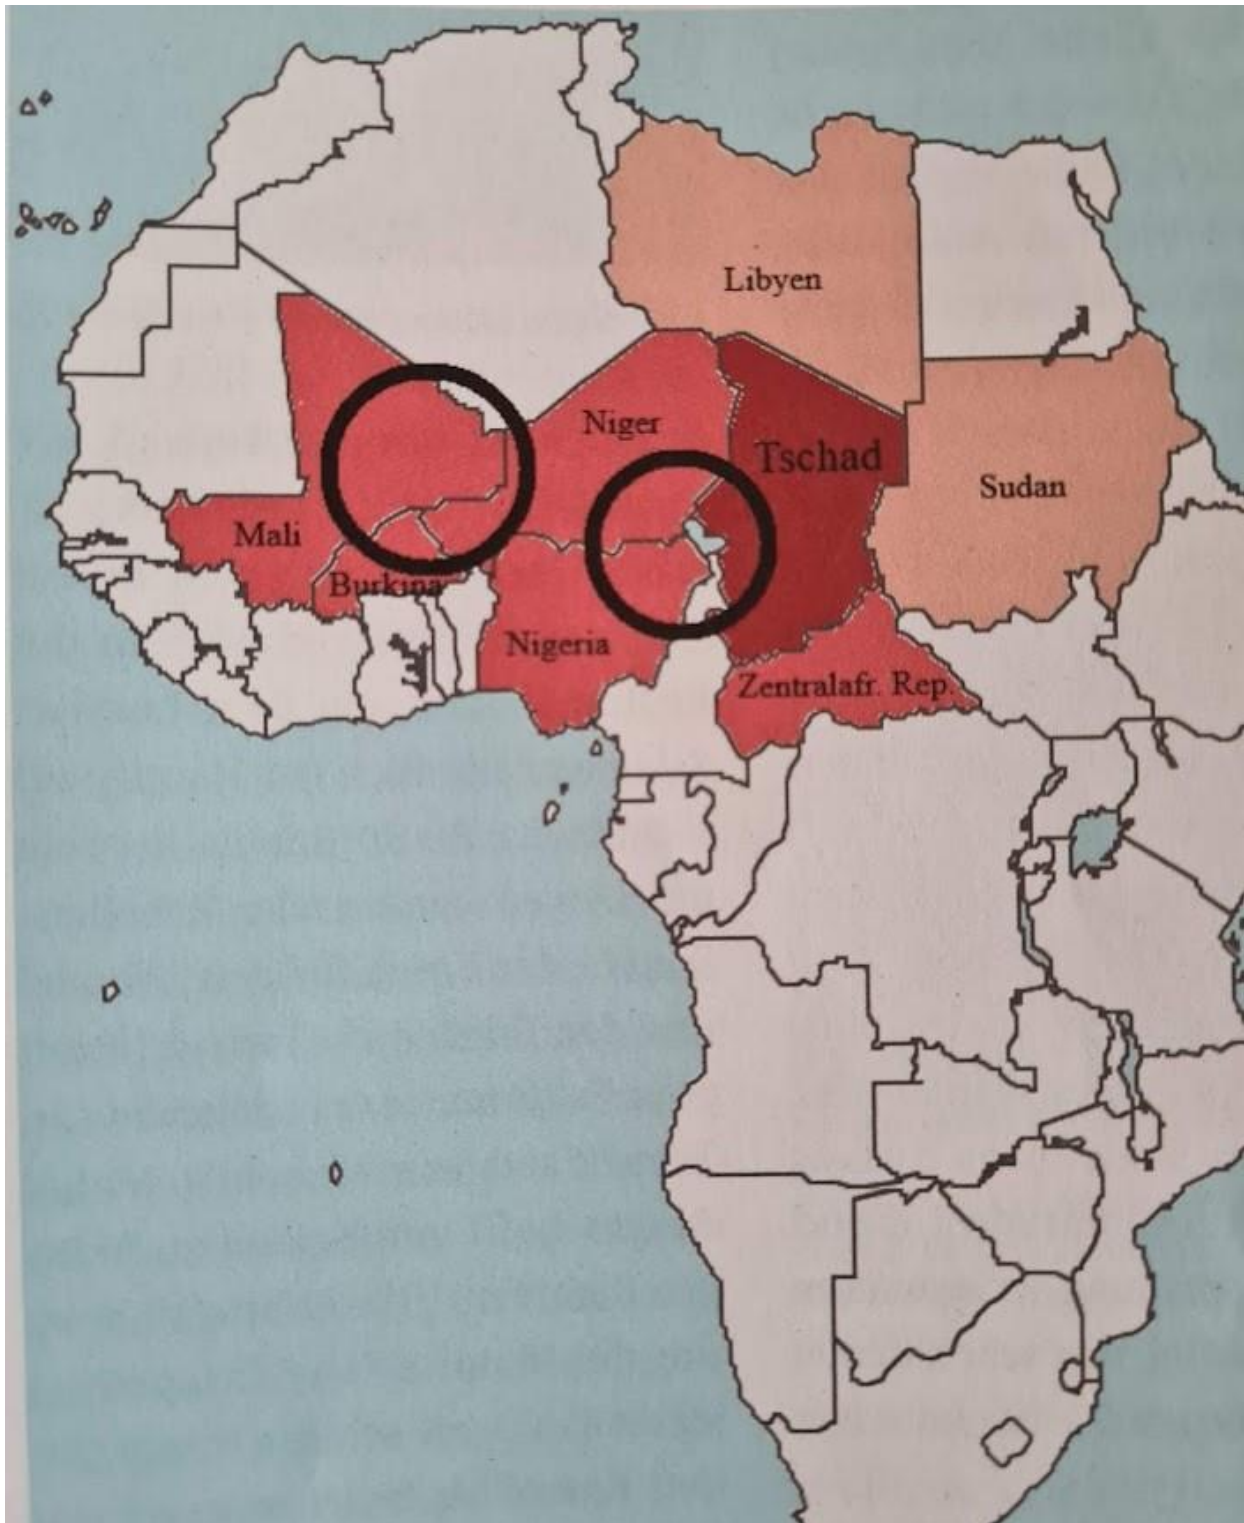 Libyen
Niger
Tschad
Sudan
Mali
Burkina
Nigeria
Zentralafr. Rep.